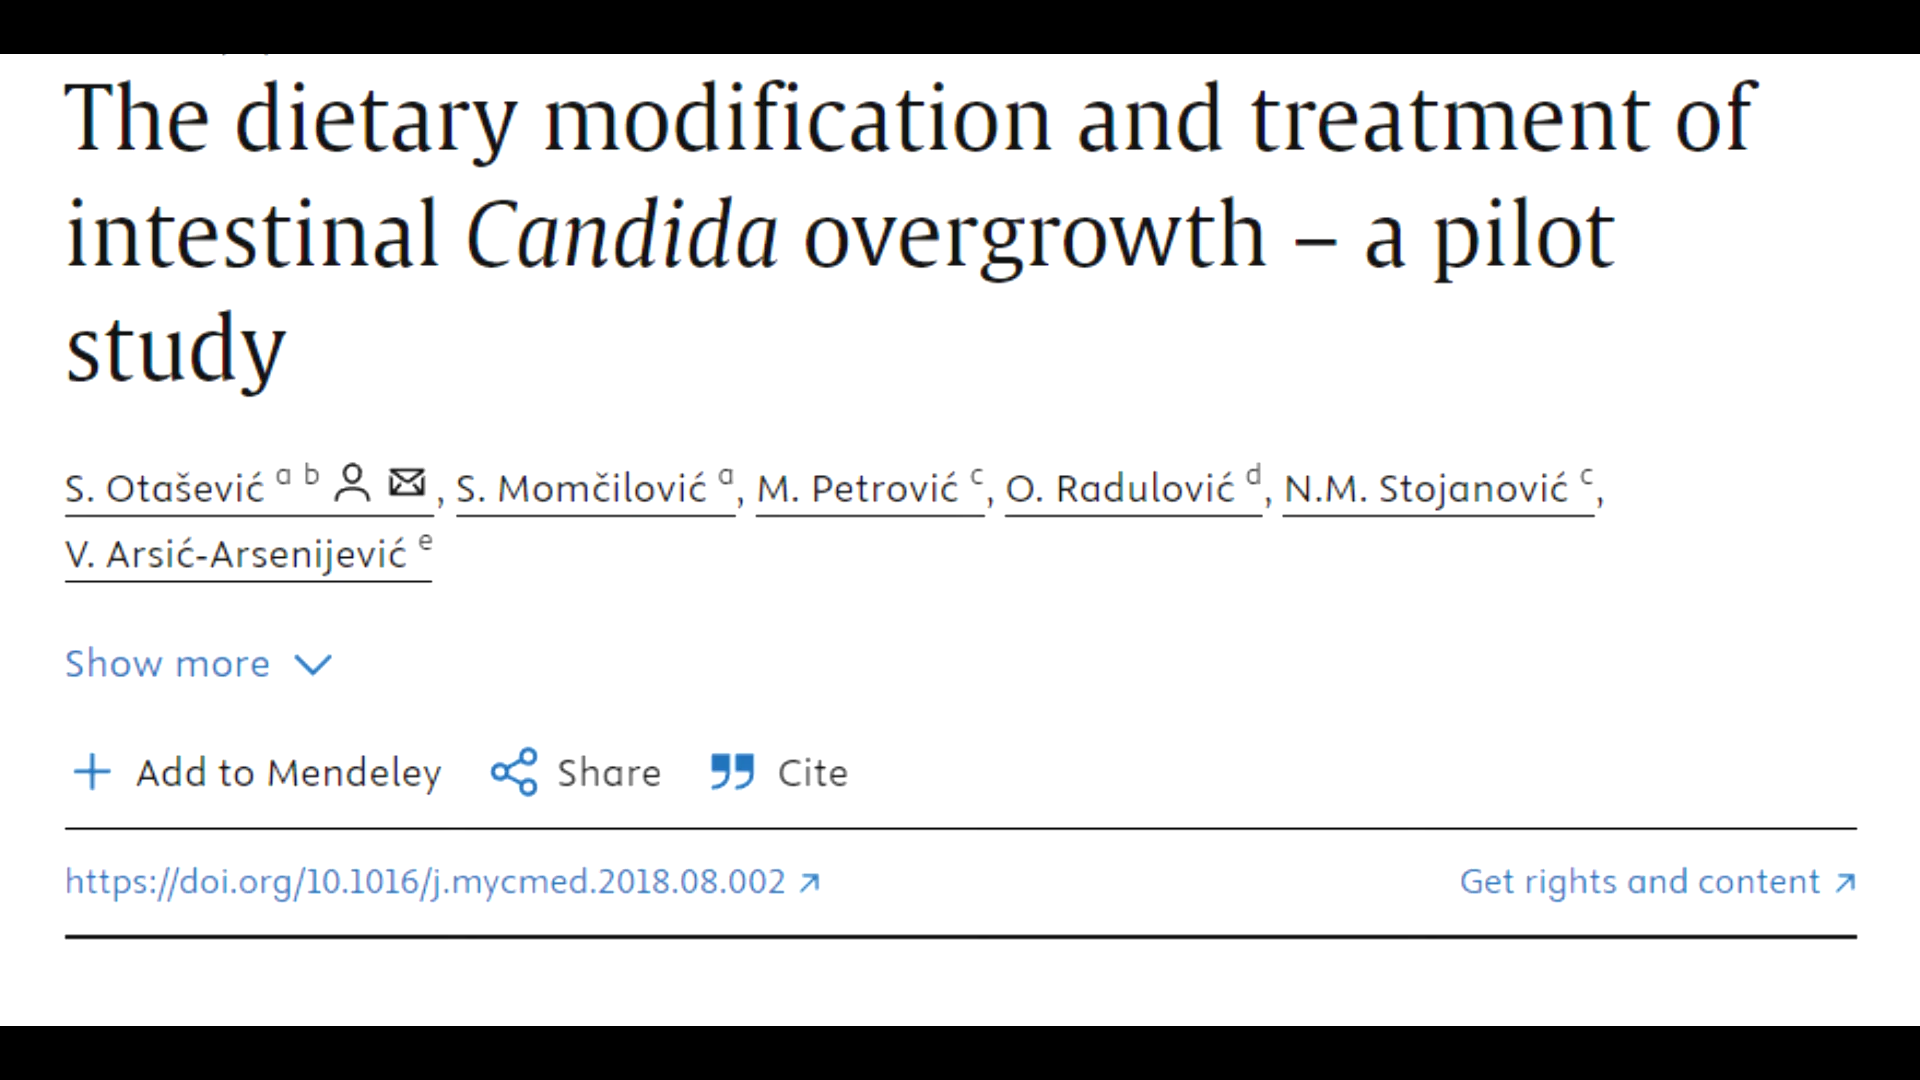 The dietary modification and treatment of
intestinal Candida overgrowth – a pilot
study
S. Otašević a b, S. Momčilović a, M. Petrović c, O. Radulović d, N.M. Stojanović c,
V. Arsić-Arsenijević e
Show more
Add to Mendeley Share Cite
https://doi.org/10.1016/j.mycmed.2018.08.002 Get rights and content